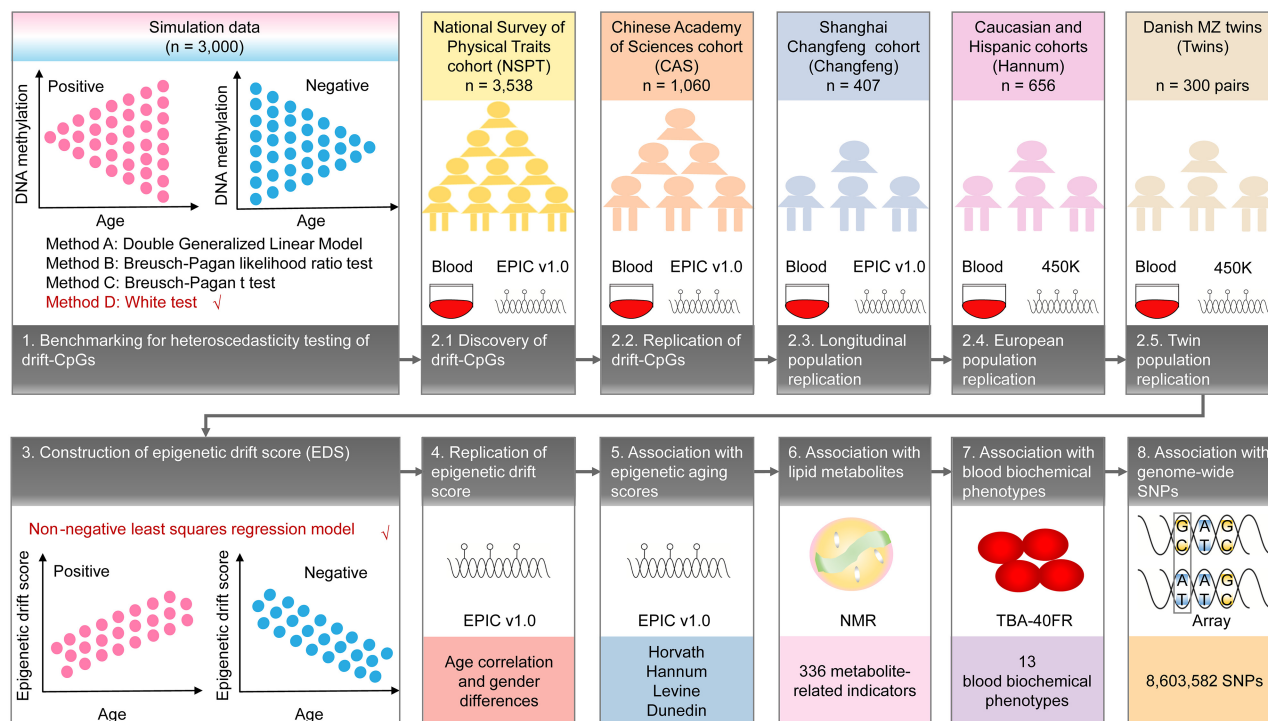 Simulation data
(n = 3,000)
DNA methylation
Positive
Age
DNA methylation
Negative
Age
Method A: Double Generalized Linear Model
Method B: Breusch-Pagan likelihood ratio test
Method C: Breusch-Pagan t test
Method D: White test √
1. Benchmarking for heteroscedasticity testing of
drift-CpGs
National Survey of
Physical Traits
cohort (NSPT)
n = 3,538
Blood EPIC v1.0
2.1 Discovery of
drift-CpGs
Chinese Academy
of Sciences cohort
(CAS)
n = 1,060
Blood EPIC v1.0
2.2. Replication of
drift-CpGs
Shanghai
Changfeng cohort
(Changfeng)
n = 407
Blood EPIC v1.0
2.3. Longitudinal
population
replication
Caucasian and
Hispanic cohorts
(Hannum)
n = 656
Blood 450K
2.4. European
population
replication
Danish MZ twins
(Twins)
n = 300 pairs
Blood 450K
2.5. Twin
population
replication
3. Construction of epigenetic drift score (EDS)
Non-negative least squares regression model √
Epigenetic drift score
Positive
Age
Epigenetic drift score
Negative
Age
4. Replication of
epigenetic drift
score
EPIC v1.0
Age correlation
and gender
differences
5. Association with
epigenetic aging
scores
EPIC v1.0
Horvath
Hannum
Levine
Dunedin
6. Association with
lipid metabolites
NMR
336 metabolite-
related indicators
7. Association with
blood biochemical
phenotypes
TBA-40FR
13
blood biochemical
phenotypes
8. Association with
genome-wide
SNPs
G A G
C T C
A A G
T T C
Array
8,603,582 SNPs